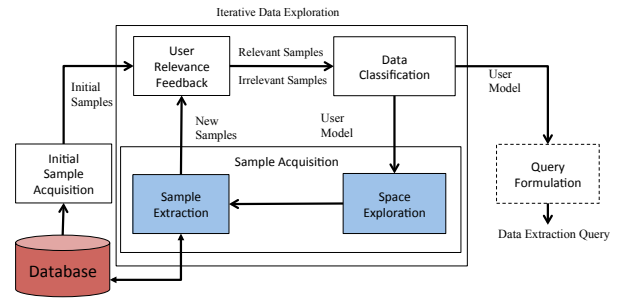 Iterative Data Exploration
User
Relevance
Feedback
Relevant Samples
Irrelevant Samples
Data
Classification
User
Model
Initial
Samples
New
Samples
User
Model
Initial
Sample
Acquisition
Sample Acquisition
Sample
Extraction
Space
Exploration
Query
Formulation
Data Extraction Query
Database